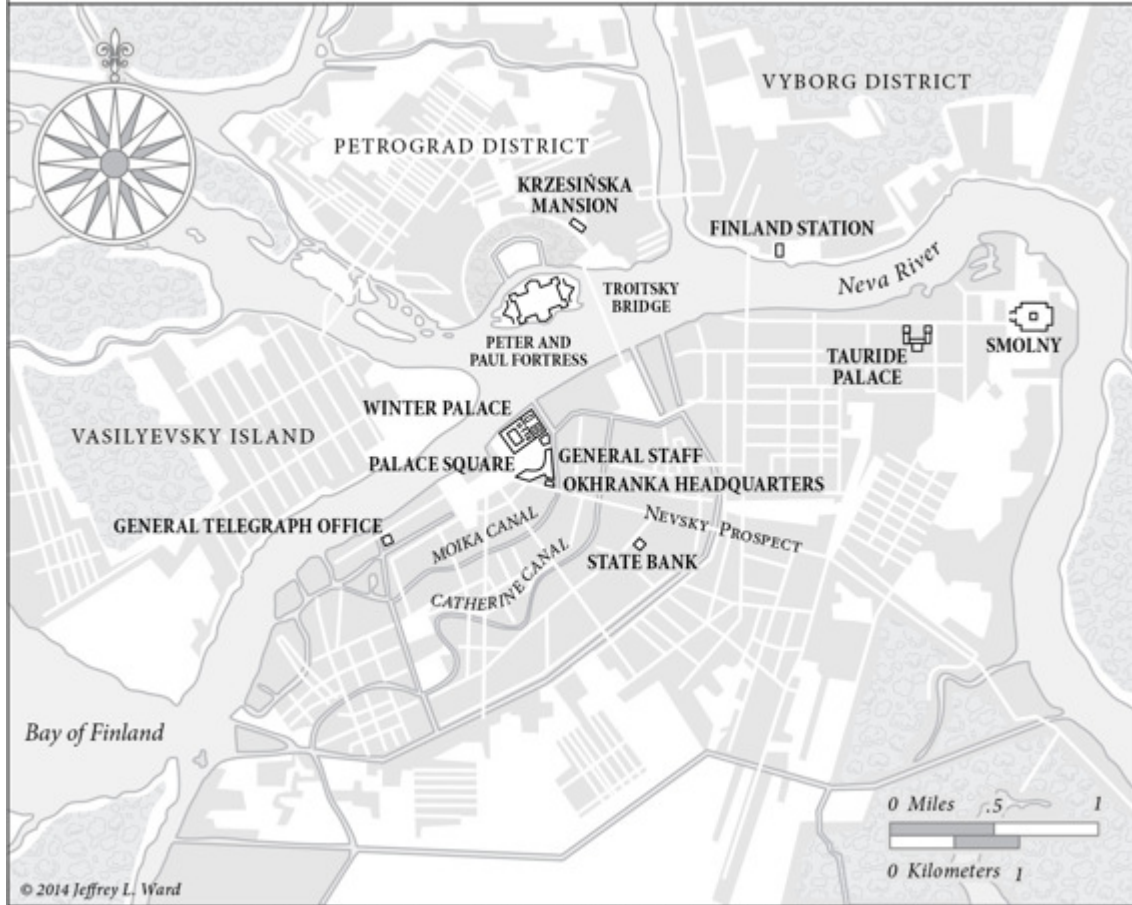 VYBORG DISTRICT
PETROGRAD DISTRICT
KRZESIŃSKA
MANSION
FINLAND STATION
Neva River
TROITSKY
BRIDGE
PETER AND
PAUL FORTRESS
SMOLNY
TAURIDE
PALACE
WINTER PALACE
VASILYEVSKY ISLAND
PALACE SQUARE
GENERAL STAFF
OKHRANKA HEADQUARTERS
GENERAL TELEGRAPH OFFICE
MOIKA CANAL
NEVSKY PROSPECT
STATE BANK
CATHERINE CANAL
Bay of Finland
0 Miles .5 1
0 Kilometers 1
© 2014 Jeffrey L. Ward